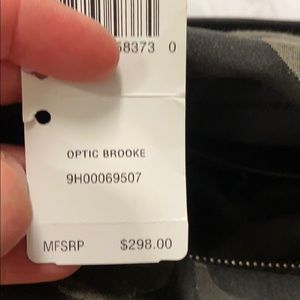 58373 0
OPTIC BROOKE
9H00069507
MFSRP $298.00